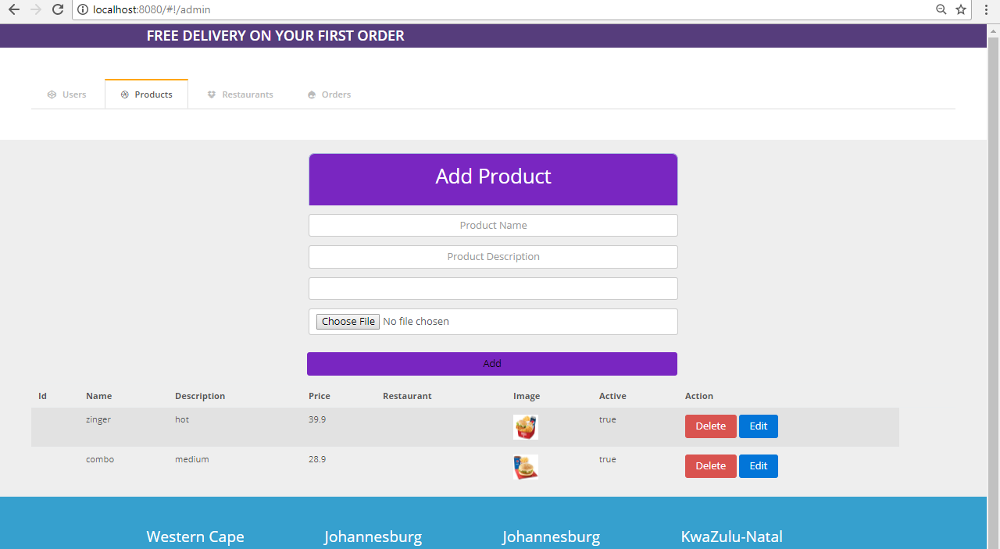 localhost:8080/#!/admin
FREE DELIVERY ON YOUR FIRST ORDER
Users Products Restaurants Orders
Add Product
Product Name
Product Description
Choose File No file chosen
Add
Id Name Description Price Restaurant Image Active Action
zinger hot 39.9 true Delete Edit
combo medium 28.9 true Delete Edit
Western Cape Johannesburg Johannesburg KwaZulu-Natal